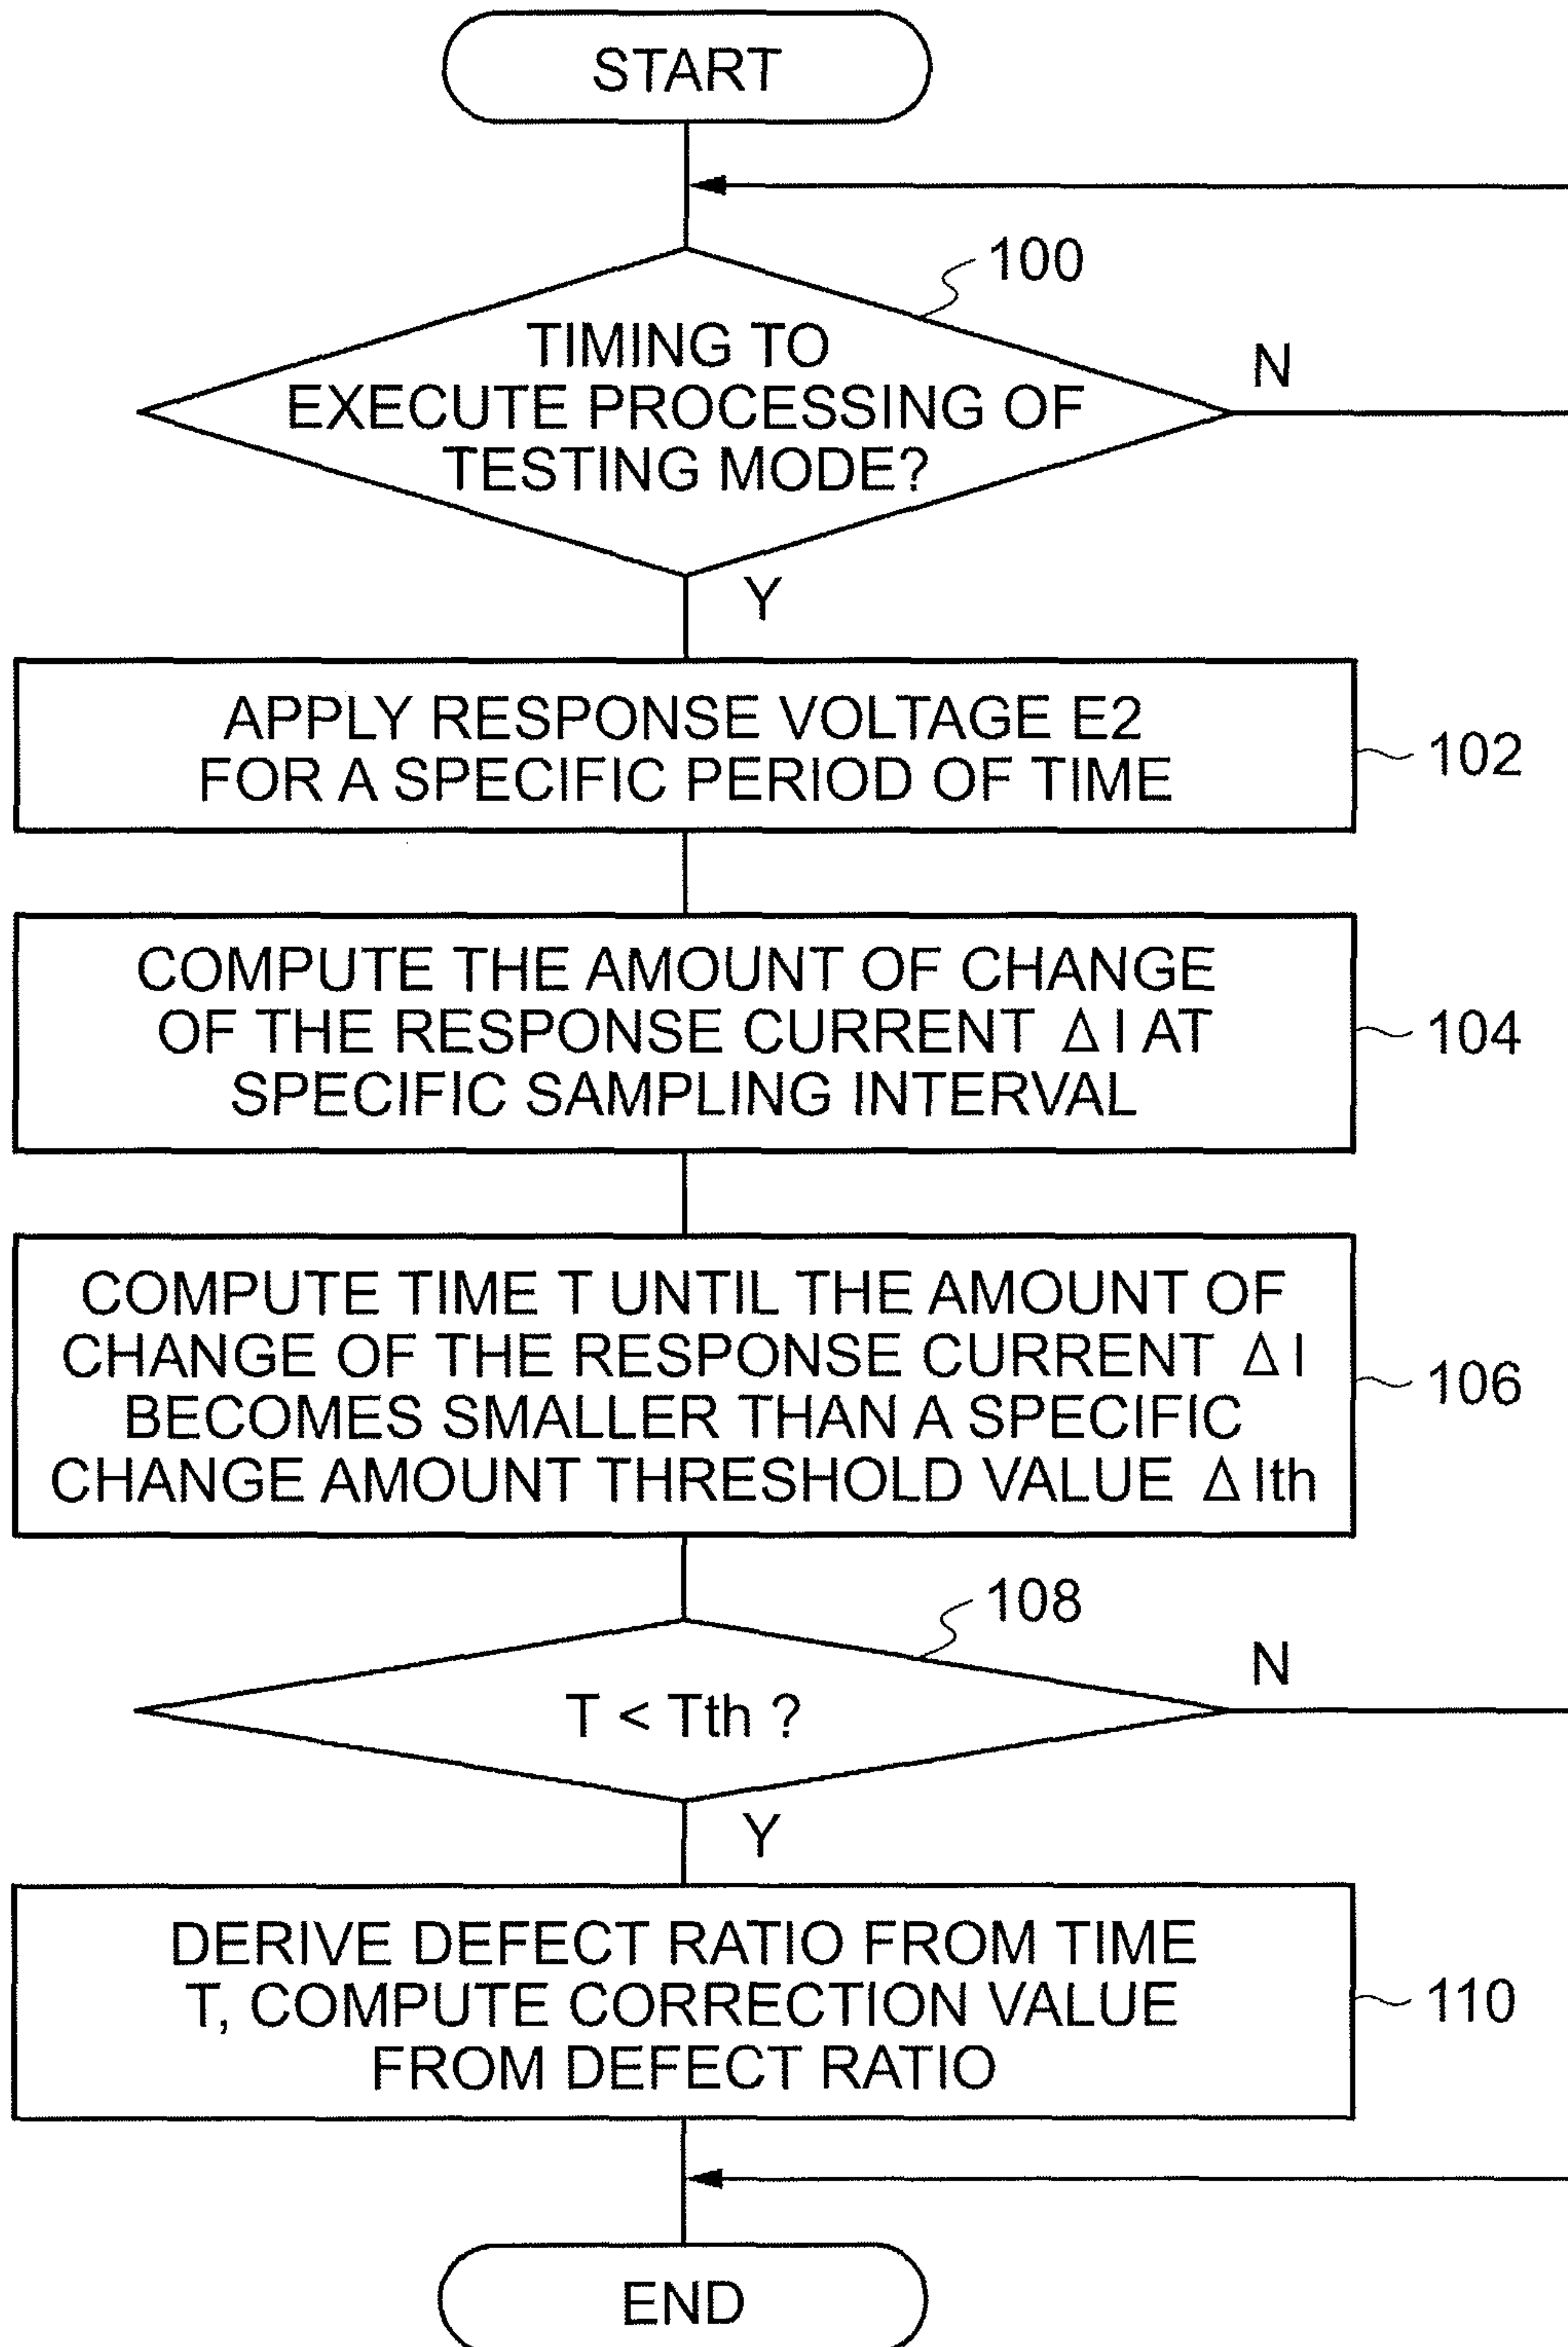 START
100
TIMING TO
EXECUTE PROCESSING OF
TESTING MODE?
N
Y
APPLY RESPONSE VOLTAGE E2
FOR A SPECIFIC PERIOD OF TIME
102
COMPUTE THE AMOUNT OF CHANGE
OF THE RESPONSE CURRENT Δ I AT
SPECIFIC SAMPLING INTERVAL
104
COMPUTE TIME T UNTIL THE AMOUNT OF
CHANGE OF THE RESPONSE CURRENT Δ I
BECOMES SMALLER THAN A SPECIFIC
CHANGE AMOUNT THRESHOLD VALUE Δ Ith
106
108
T < Tth ?
N
Y
DERIVE DEFECT RATIO FROM TIME
T, COMPUTE CORRECTION VALUE
FROM DEFECT RATIO
110
END